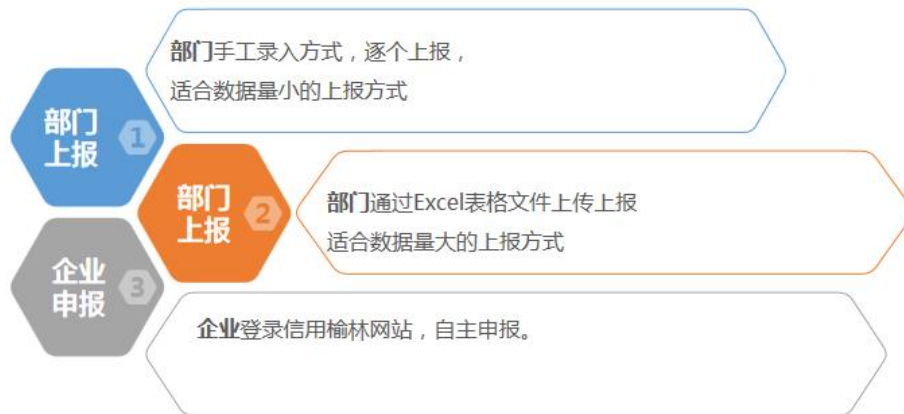 部门手工录入方式，逐个上报，
适合数据量小的上报方式
部门
上报
1
部门
上报
2
部门通过Excel表格文件上传上报
适合数据量大的上报方式
企业
申报
3
企业登录信用榆林网站，自主申报。